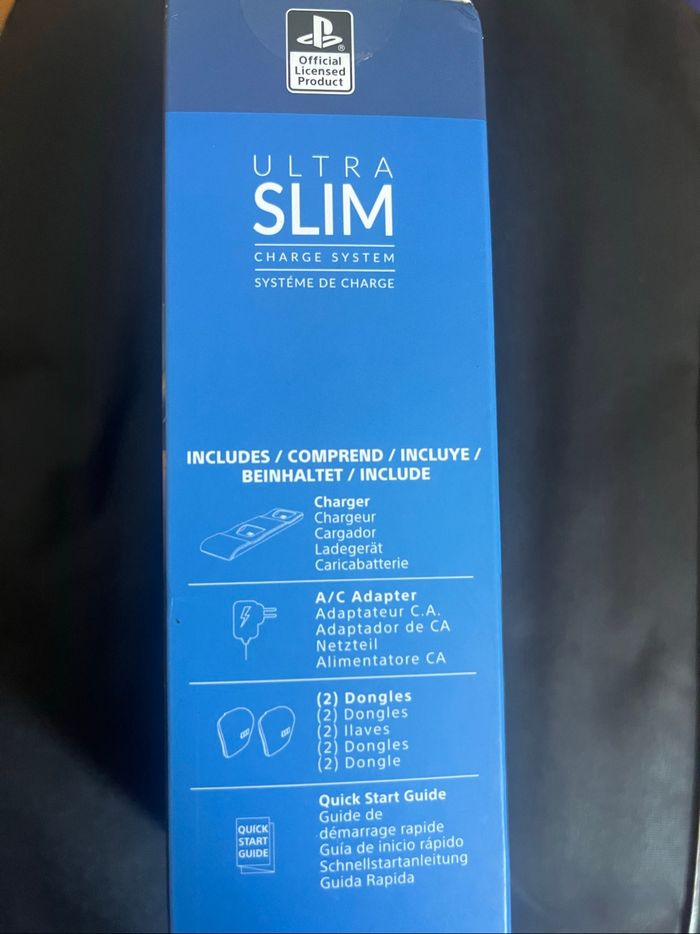 ®
Official
Licensed
Product
ULTRA
SLIM
CHARGE SYSTEM
SYSTÉME DE CHARGE
INCLUDES / COMPREND / INCLUYE /
BEINHALTET / INCLUDE
Charger
Chargeur
Cargador
Ladegerät
Caricabatterie
A/C Adapter
Adaptateur C.A.
Adaptador de CA
Netzteil
Alimentatore CA
(2) Dongles
(2) Dongles
(2) llaves
(2) Dongles
(2) Dongle
QUICK
START
GUIDE
Quick Start Guide
Guide de
démarrage rapide
Guía de inicio rápido
Schnellstartanleitung
Guida Rapida